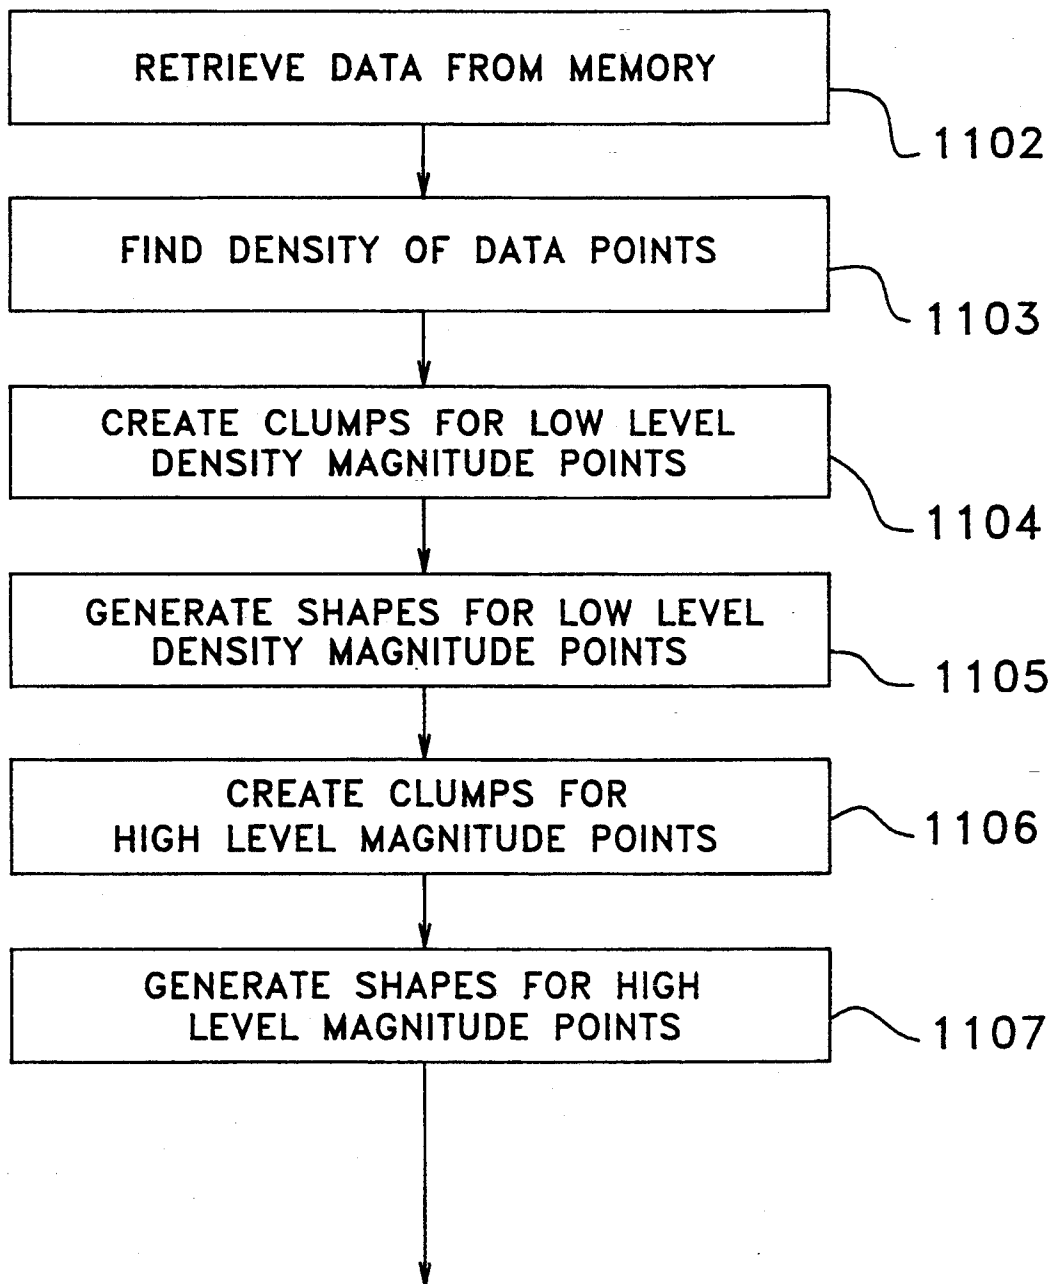 RETRIEVE DATA FROM MEMORY
1102
FIND DENSITY OF DATA POINTS
1103
CREATE CLUMPS FOR LOW LEVEL
DENSITY MAGNITUDE POINTS
1104
GENERATE SHAPES FOR LOW LEVEL
DENSITY MAGNITUDE POINTS
1105
CREATE CLUMPS FOR
HIGH LEVEL MAGNITUDE POINTS
1106
GENERATE SHAPES FOR HIGH
LEVEL MAGNITUDE POINTS
1107